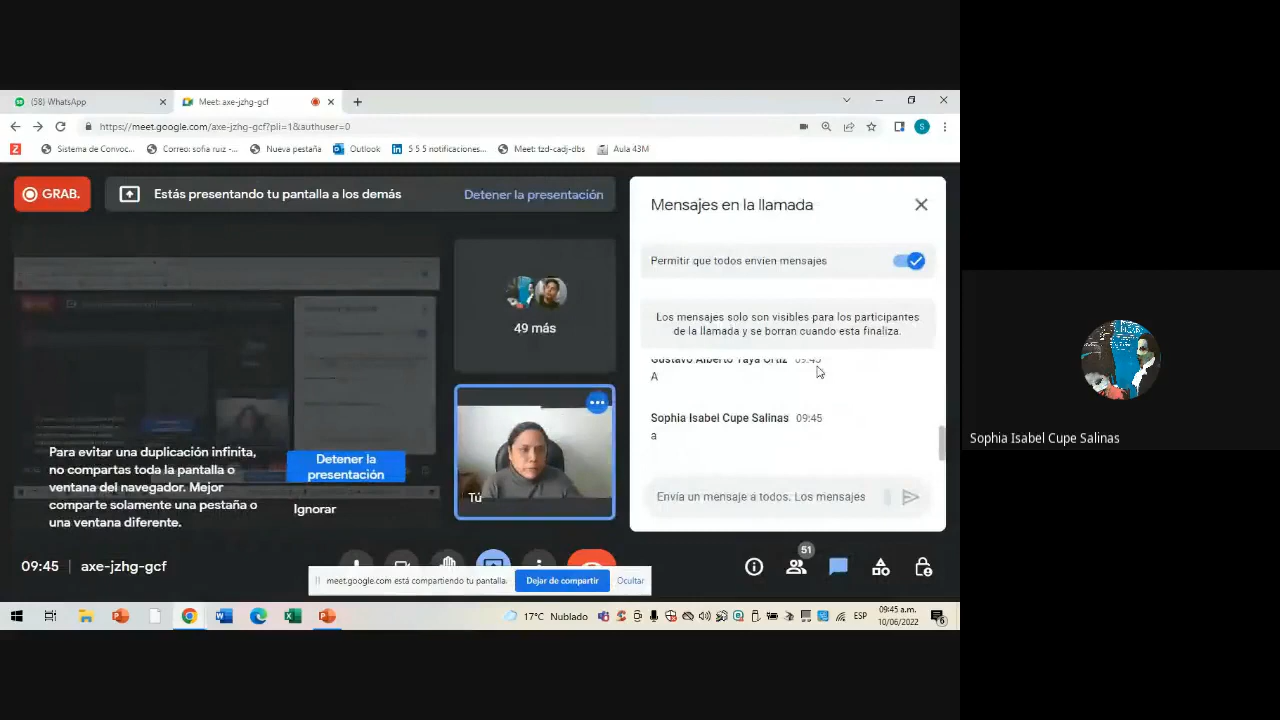 (58) WhatsApp
Meet: axe-jzhg-gcf
https://meet.google.com/axe-jzhg-gcf?pli=1&authuser=0
S
Sistema de Convoc...
Correo: sofia ruiz -...
Nueva pestaña
Outlook
5 5 5 notificaciones...
Meet: tzd-cadj-dbs
Aula 43M
GRAB.
Estás presentando tu pantalla a los demás
Detener la presentación
Mensajes en la llamada
Permitir que todos envíen mensajes
Los mensajes solo son visibles para los participantes
de la llamada y se borran cuando esta finaliza.
49 más
Gustavo Alberto Taya Ortiz 09:45
A
Sophia Isabel Cupe Salinas 09:45
a
Para evitar una duplicación infinita,
no compartas toda la pantalla o
ventana del navegador. Mejor
comparte solamente una pestaña o
una ventana diferente.
Detener la
presentación
Ignorar
Tú
Envía un mensaje a todos. Los mensajes
Sophia Isabel Cupe Salinas
09:45 | axe-jzhg-gcf
51
meet.google.com está compartiendo tu pantalla.
Dejar de compartir
Ocultar
17°C Nublado
ESP
09:45 a.m.
10/06/2022
6